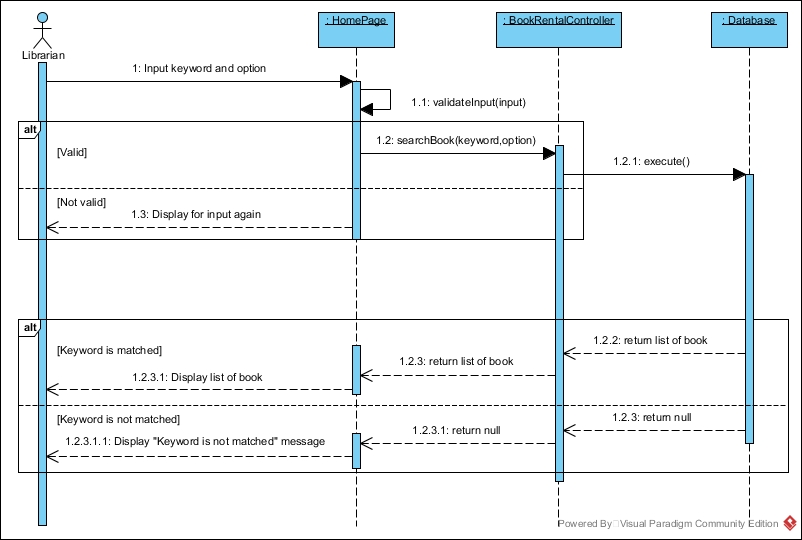 : HomePage
: BookRentalController
: Database
Librarian
1: Input keyword and option
1.1: validateInput(input)
alt
1.2: searchBook(keyword,option)
[Valid]
1.2.1: execute()
[Not valid]
1.3: Display for input again
alt
[Keyword is matched]
1.2.2: return list of book
1.2.3: return list of book
1.2.3.1: Display list of book
[Keyword is not matched]
1.2.3: return null
1.2.3.1: return null
1.2.3.1.1: Display "Keyword is not matched" message
Powered By Visual Paradigm Community Edition